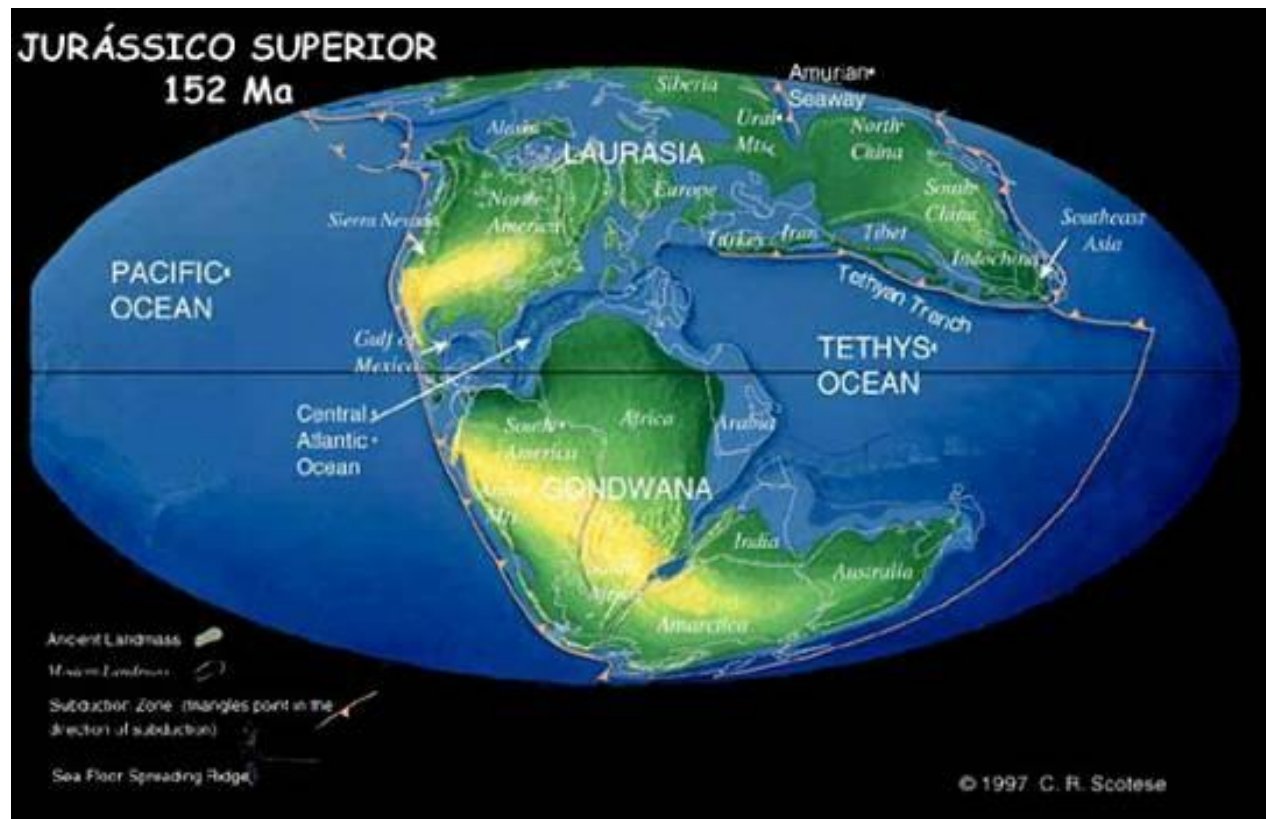 JURÁSSICO SUPERIOR
152 Ma
Amurian
Seaway
Siberia
Ural
Mts
North
China
Alaska
LAURASIA
Europe
North
America
South
China
Southeast
Asia
Sierra Nevada
Turkey
Iran
Tibet
Indochina
PACIFIC
OCEAN
Tethyan Trench
Gulf of
Mexico
TETHYS
OCEAN
Central
Atlantic
Ocean
South
America
Africa
Arabia
GONDWANA
India
Australia
Africa
Antarctica
Ancient Landmass
Modern Landmass
Subduction Zone (triangles point in the
direction of subduction)
Sea Floor Spreading Ridge
© 1997 C. R. Scotese